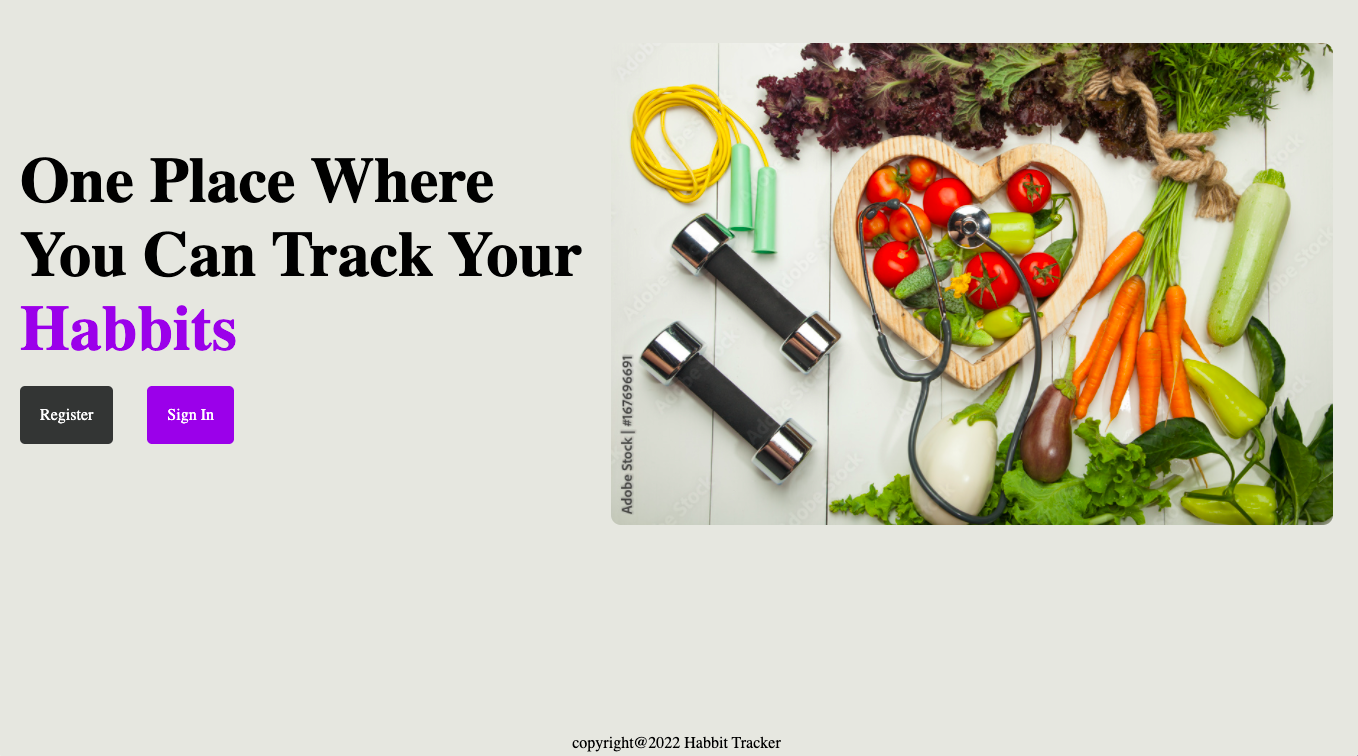 One Place Where
You Can Track Your
Habbits
Register
Sign In
Adobe Stock | #167696691
copyright@2022 Habbit Tracker